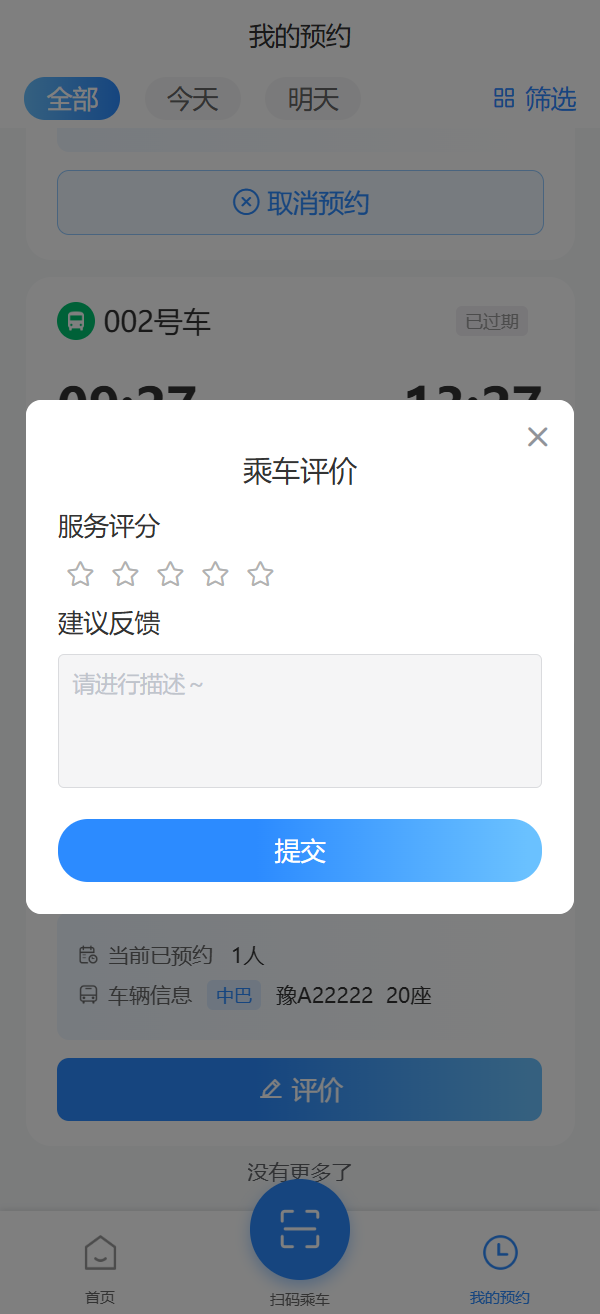 我的预约
全部 今天 明天 筛选
取消预约
002号车 已过期
09:27 13:27
乘车评价
服务评分
建议反馈
请进行描述~
提交
当前已预约 1人
车辆信息 中巴 豫A22222 20座
评价
没有更多了
首页 扫码乘车 我的预约